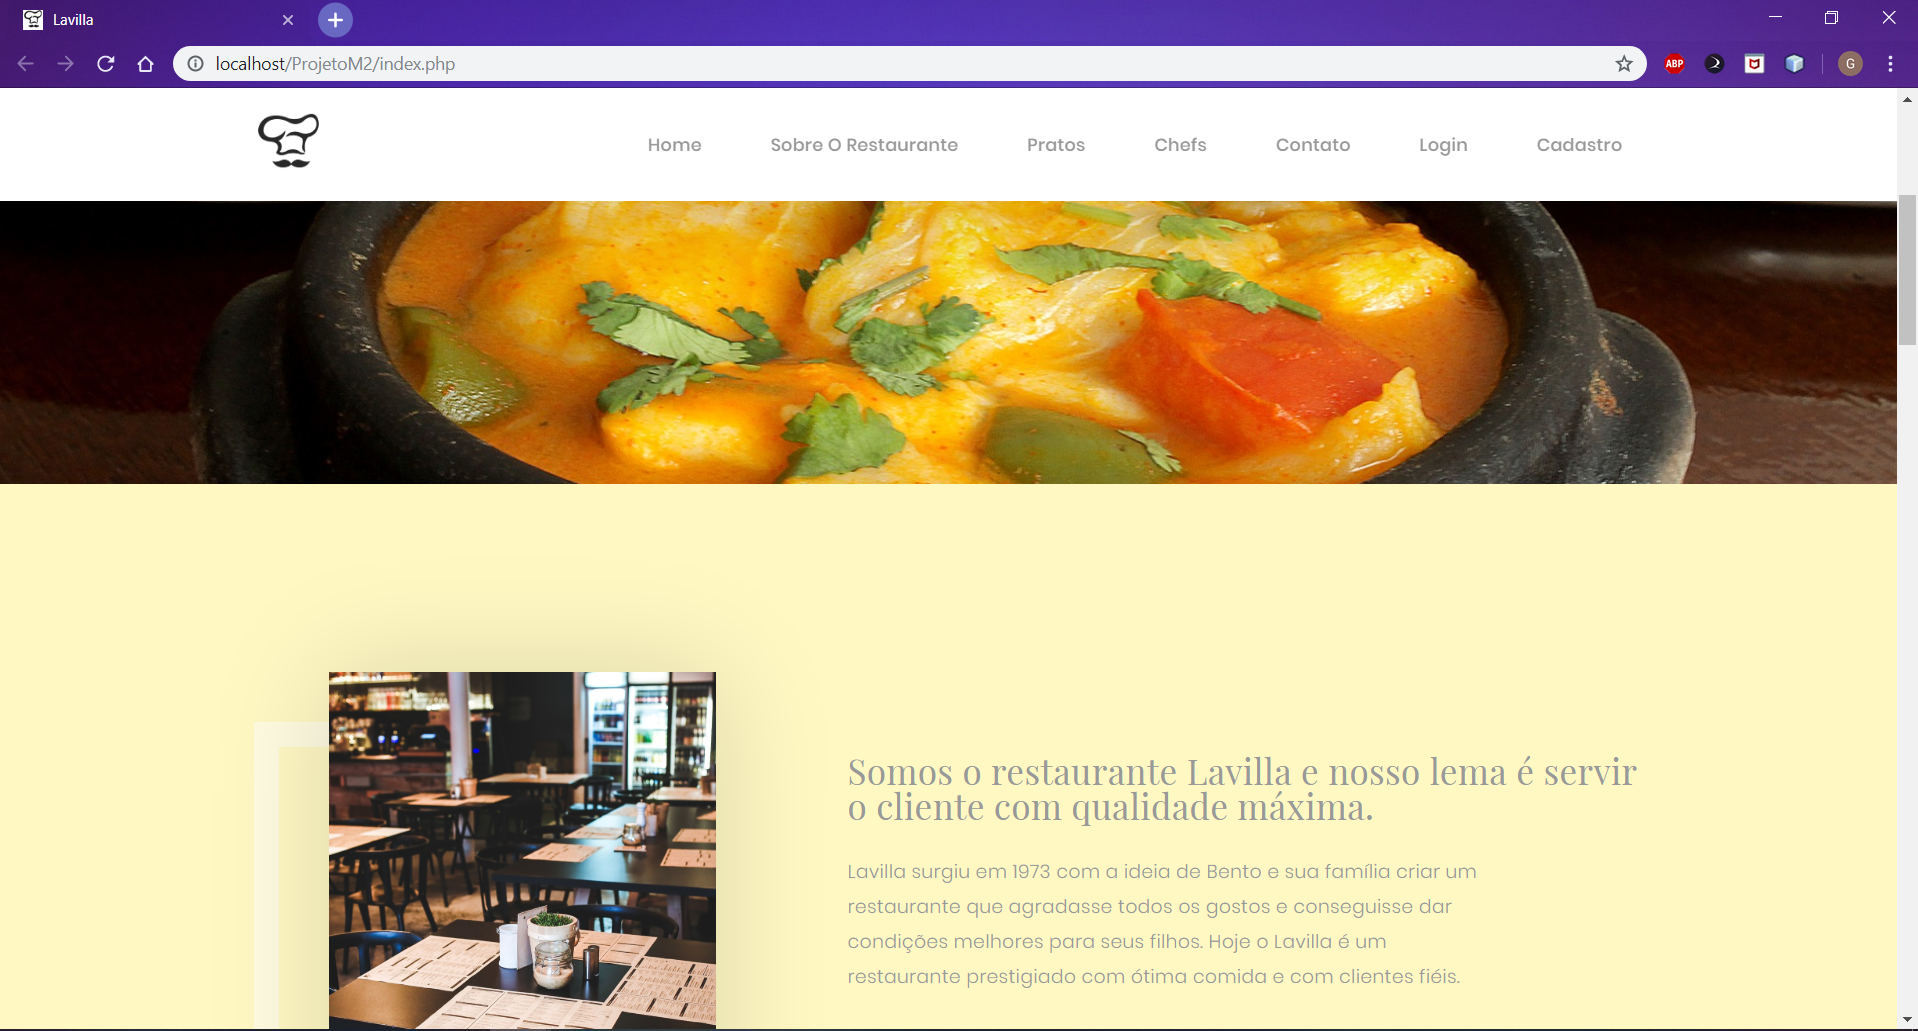 Lavilla
localhost/ProjetoM2/index.php
ABP
G
Home Sobre O Restaurante Pratos Chefs Contato Login Cadastro
Somos o restaurante Lavilla e nosso lema é servir
o cliente com qualidade máxima.
Lavilla surgiu em 1973 com a ideia de Bento e sua família criar um
restaurante que agradasse todos os gostos e conseguisse dar
condições melhores para seus filhos. Hoje o Lavilla é um
restaurante prestigiado com ótima comida e com clientes fiéis.